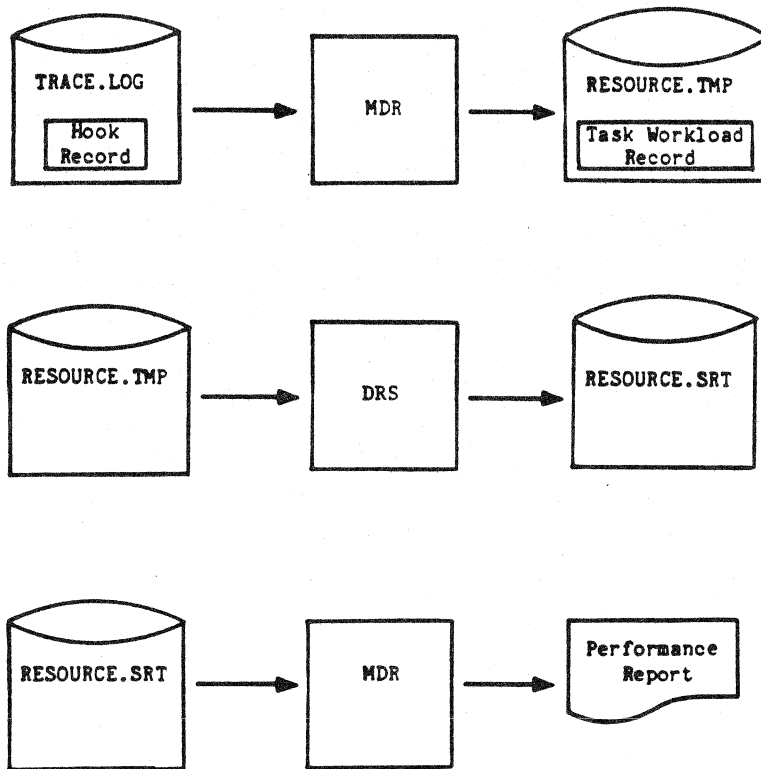 TRACE.LOG
Hook
Record
MDR
RESOURCE.TMP
Task Workload
Record
RESOURCE.TMP
DRS
RESOURCE.SRT
RESOURCE.SRT
MDR
Performance
Report